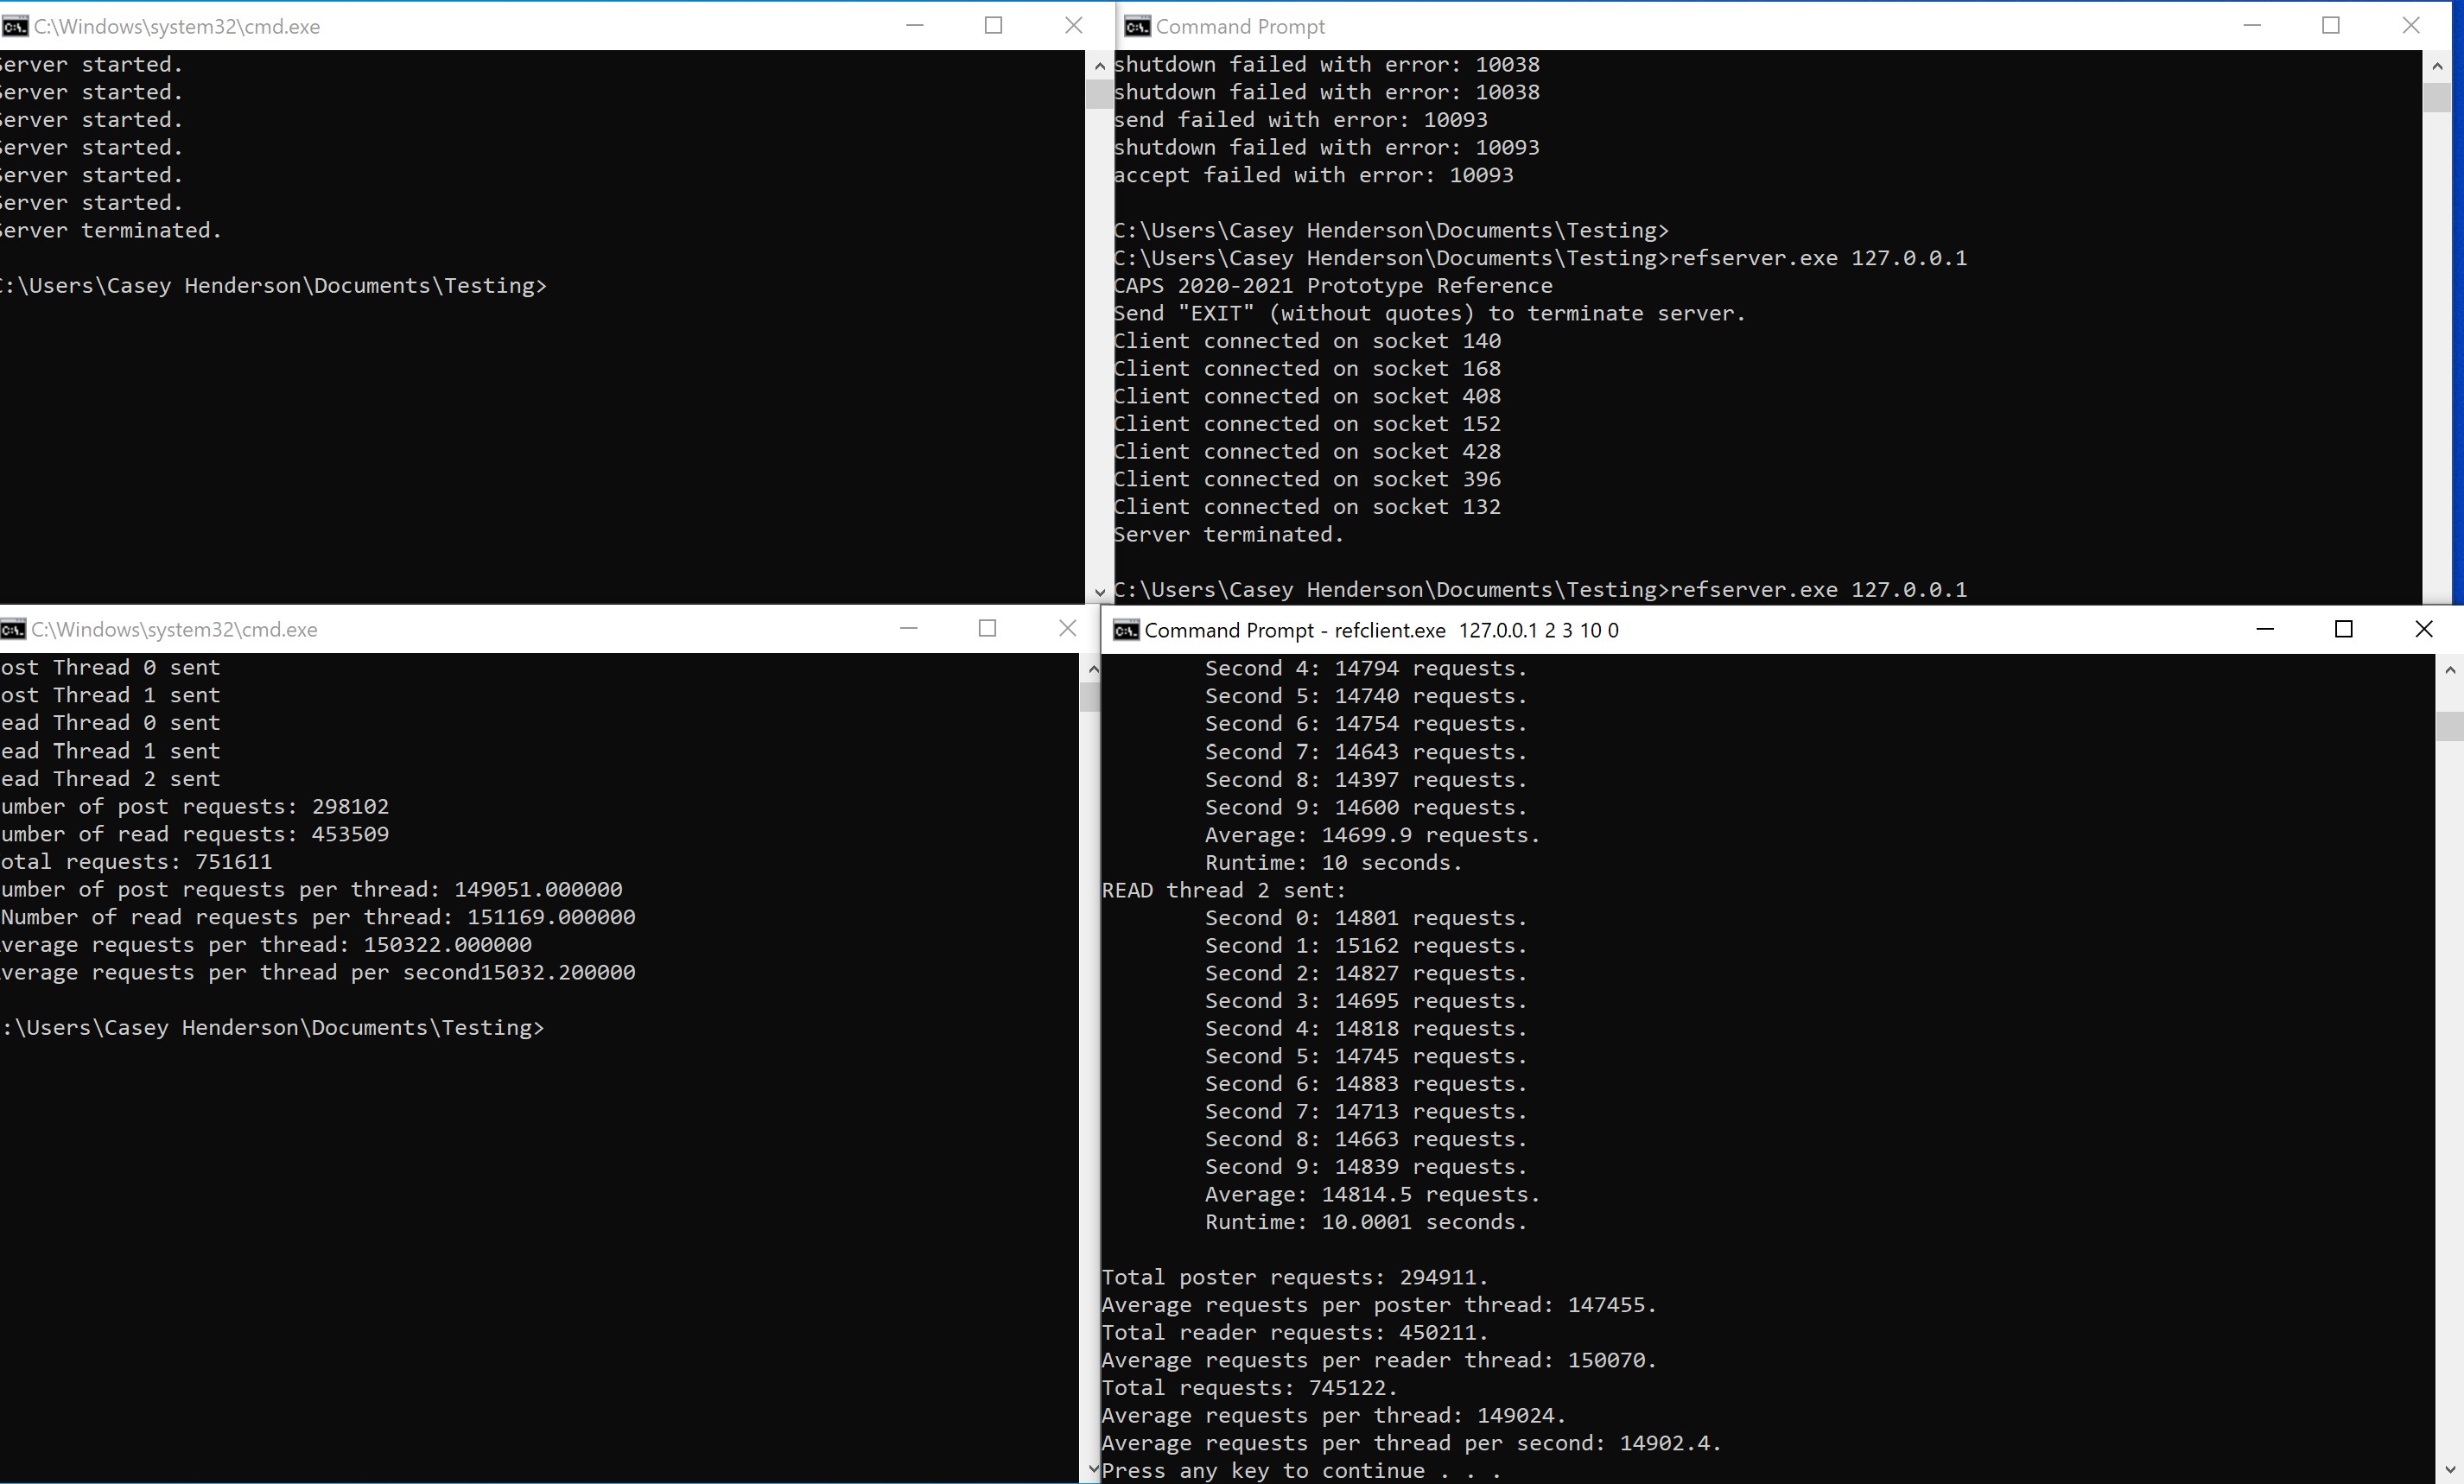 C:\Windows\system32\cmd.exe
Server started.
Server started.
Server started.
Server started.
Server started.
Server started.
Server terminated.
C:\Users\Casey Henderson\Documents\Testing>
Command Prompt
shutdown failed with error: 10038
shutdown failed with error: 10038
send failed with error: 10093
shutdown failed with error: 10093
accept failed with error: 10093
C:\Users\Casey Henderson\Documents\Testing>
C:\Users\Casey Henderson\Documents\Testing>refserver.exe 127.0.0.1
CAPS 2020-2021 Prototype Reference
Send "EXIT" (without quotes) to terminate server.
Client connected on socket 140
Client connected on socket 168
Client connected on socket 408
Client connected on socket 152
Client connected on socket 428
Client connected on socket 396
Client connected on socket 132
Server terminated.
C:\Users\Casey Henderson\Documents\Testing>refserver.exe 127.0.0.1
C:\Windows\system32\cmd.exe
ost Thread 0 sent
ost Thread 1 sent
ead Thread 0 sent
ead Thread 1 sent
ead Thread 2 sent
umber of post requests: 298102
umber of read requests: 453509
otal requests: 751611
umber of post requests per thread: 149051.000000
Number of read requests per thread: 151169.000000
verage requests per thread: 150322.000000
verage requests per thread per second15032.200000
:\Users\Casey Henderson\Documents\Testing>
Command Prompt - refclient.exe  127.0.0.1 2 3 10 0
Second 4: 14794 requests.
Second 5: 14740 requests.
Second 6: 14754 requests.
Second 7: 14643 requests.
Second 8: 14397 requests.
Second 9: 14600 requests.
Average: 14699.9 requests.
Runtime: 10 seconds.
READ thread 2 sent:
Second 0: 14801 requests.
Second 1: 15162 requests.
Second 2: 14827 requests.
Second 3: 14695 requests.
Second 4: 14818 requests.
Second 5: 14745 requests.
Second 6: 14883 requests.
Second 7: 14713 requests.
Second 8: 14663 requests.
Second 9: 14839 requests.
Average: 14814.5 requests.
Runtime: 10.0001 seconds.
Total poster requests: 294911.
Average requests per poster thread: 147455.
Total reader requests: 450211.
Average requests per reader thread: 150070.
Total requests: 745122.
Average requests per thread: 149024.
Average requests per thread per second: 14902.4.
Press any key to continue . . .